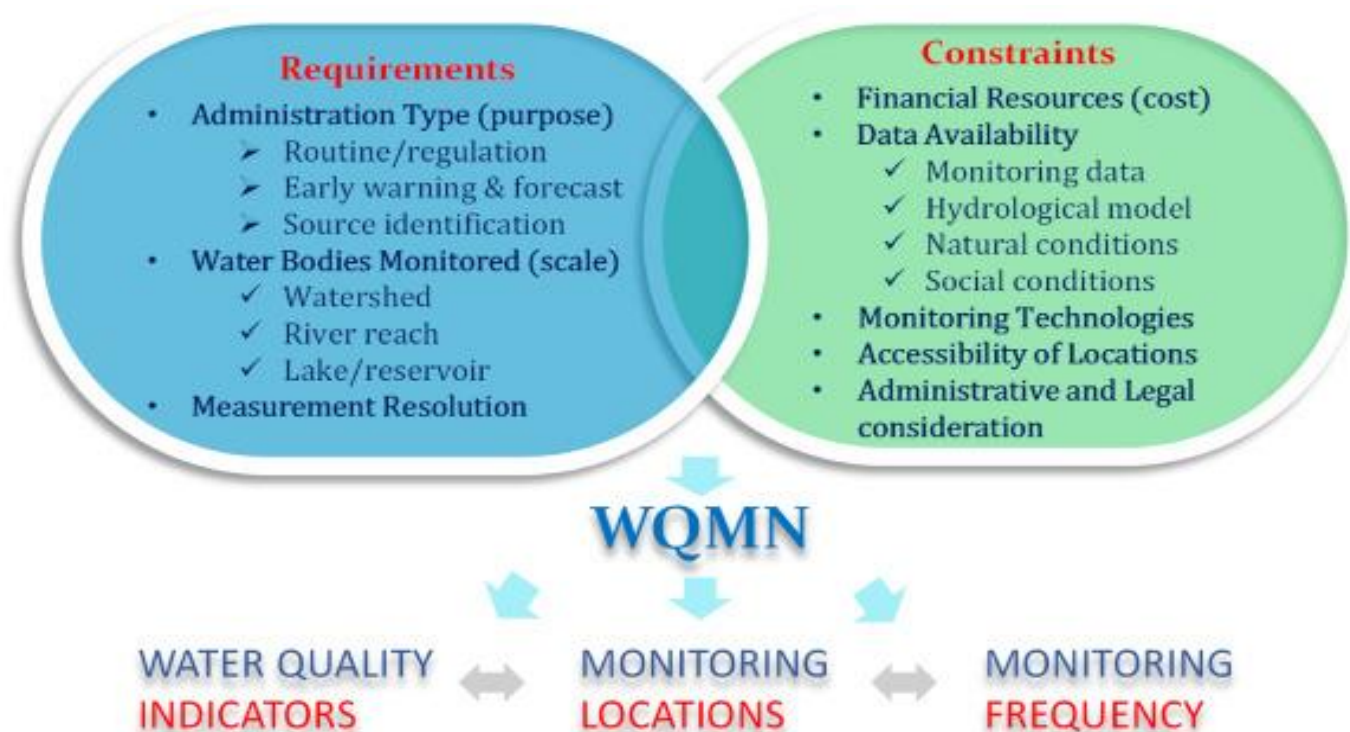 Requirements
• Administration Type (purpose)
➢ Routine/regulation
➢ Early warning & forecast
➢ Source identification
• Water Bodies Monitored (scale)
✓ Watershed
✓ River reach
✓ Lake/reservoir
• Measurement Resolution
Constraints
• Financial Resources (cost)
• Data Availability
✓ Monitoring data
✓ Hydrological model
✓ Natural conditions
✓ Social conditions
• Monitoring Technologies
• Accessibility of Locations
• Administrative and Legal
consideration
WQMN
WATER QUALITY
INDICATORS
MONITORING
LOCATIONS
MONITORING
FREQUENCY